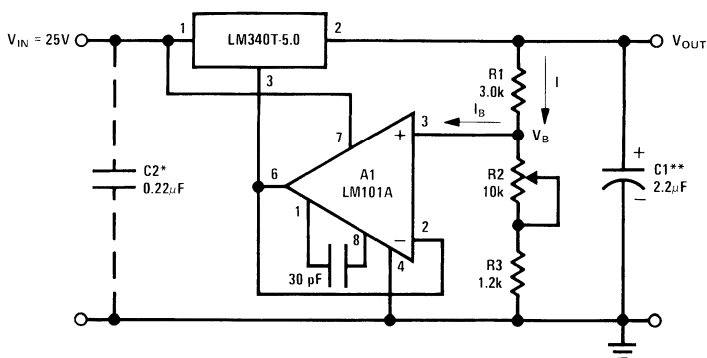 V_IN = 25V
1
LM340T-5.0
2
V_OUT
3
R1
3.0k
I
I_B
7
+
3
V_B
C2*
0.22μF
6
A1
LM101A
R2
10k
+
C1**
2.2μF
−
1
8
−
2
30 pF
4
R3
1.2k